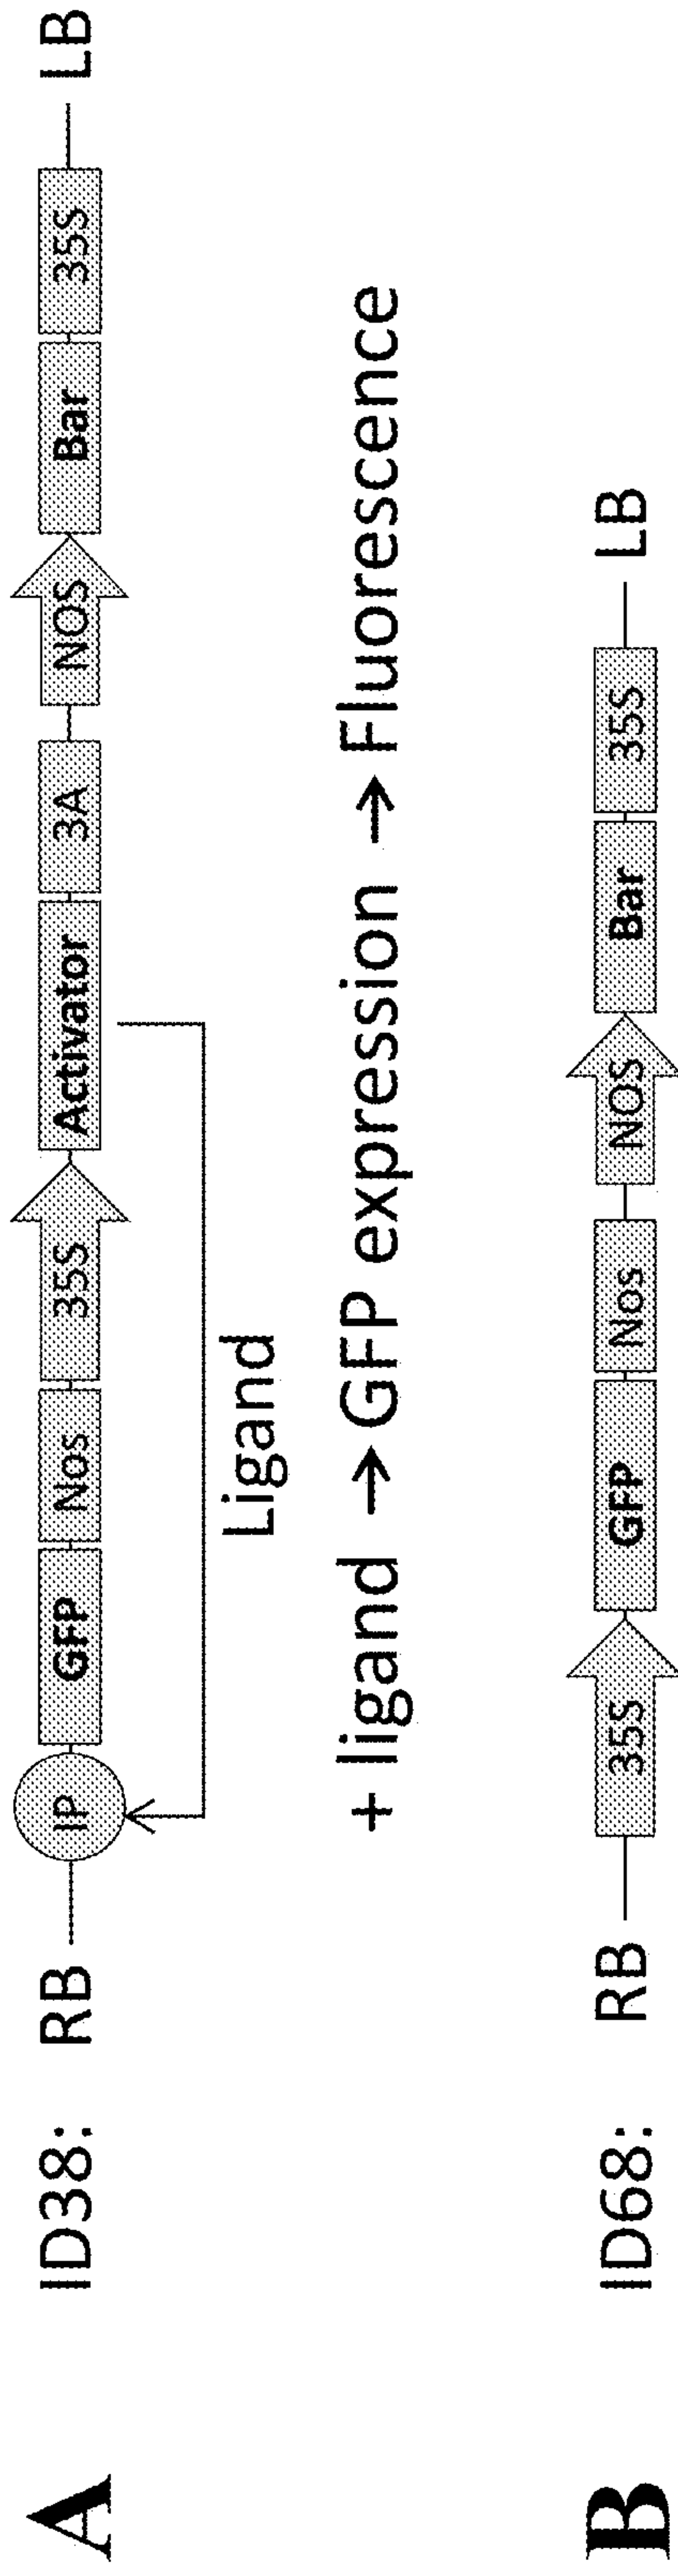 A ID38: RB IP GFP Nos 35S Activator 3A NOS Bar 35S LB
Ligand
+ ligand → GFP expression → Fluorescence
B ID68: RB 35S GFP Nos NOS Bar 35S LB